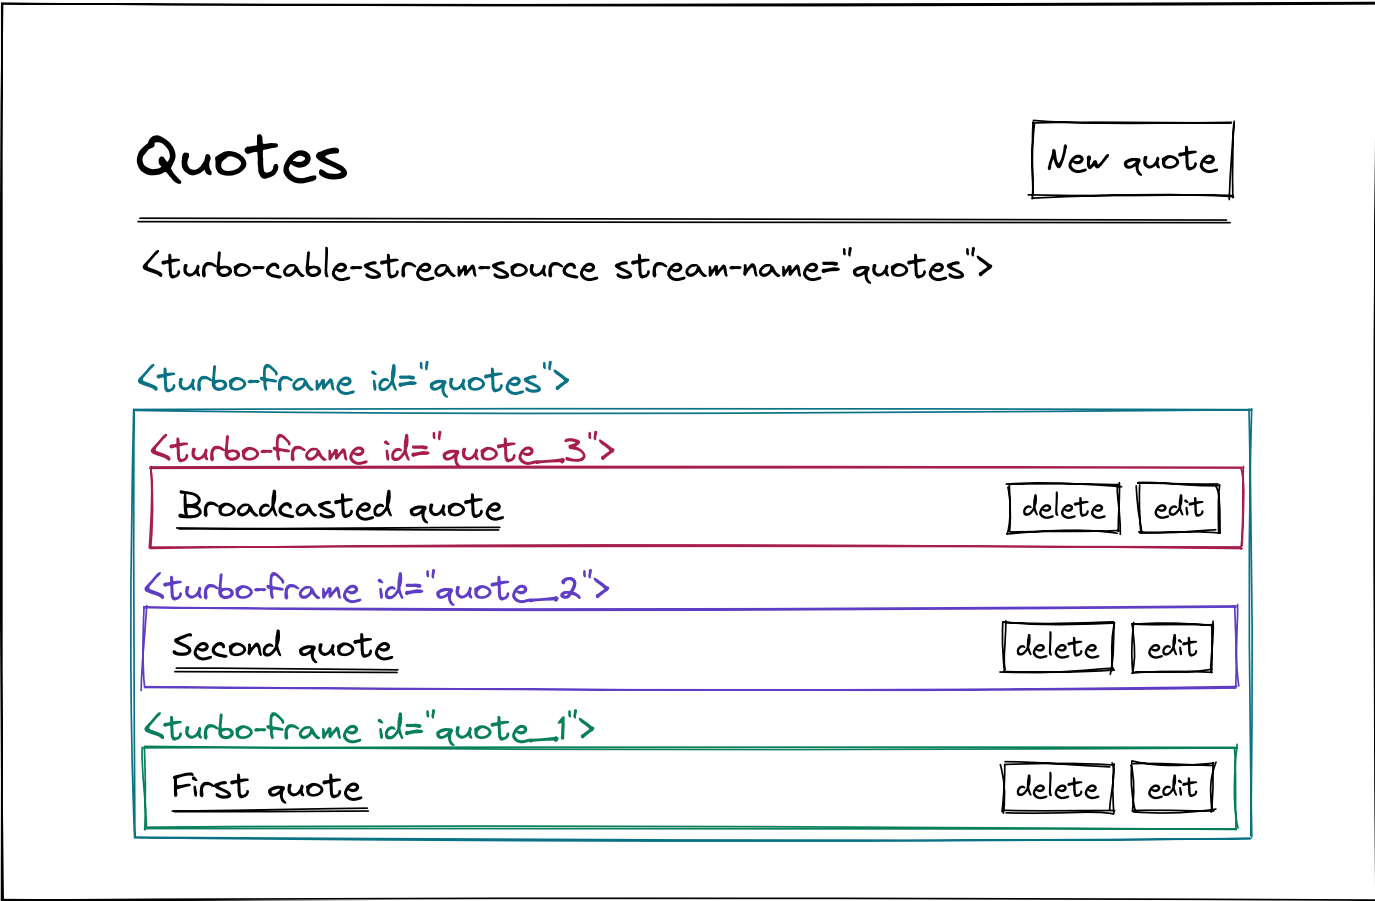 Quotes
New quote
<turbo-cable-stream-source stream-name="quotes">
<turbo-frame id="quotes">
<turbo-frame id="quote_3">
Broadcasted quote delete edit
<turbo-frame id="quote_2">
Second quote delete edit
<turbo-frame id="quote_1">
First quote delete edit